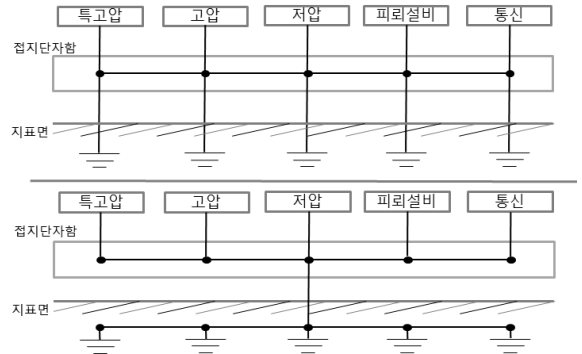 특고압 고압 저압 피뢰설비 통신
접지단자함
지표면
특고압 고압 저압 피뢰설비 통신
접지단자함
지표면